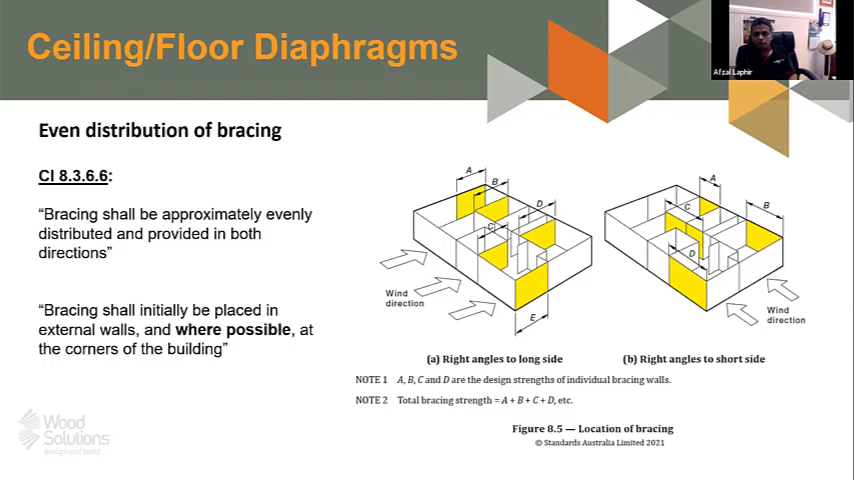 Ceiling/Floor Diaphragms
Afzal Laphir
Even distribution of bracing
Cl 8.3.6.6:
“Bracing shall be approximately evenly
distributed and provided in both
directions”
“Bracing shall initially be placed in
external walls, and where possible, at
the corners of the building”
A
B
C
D
E
Wind
direction
A
B
C
D
Wind
direction
(a) Right angles to long side
(b) Right angles to short side
NOTE 1 A, B, C and D are the design strengths of individual bracing walls.
NOTE 2 Total bracing strength = A + B + C + D, etc.
Figure 8.5 — Location of bracing
© Standards Australia Limited 2021
Wood
Solutions
design and build